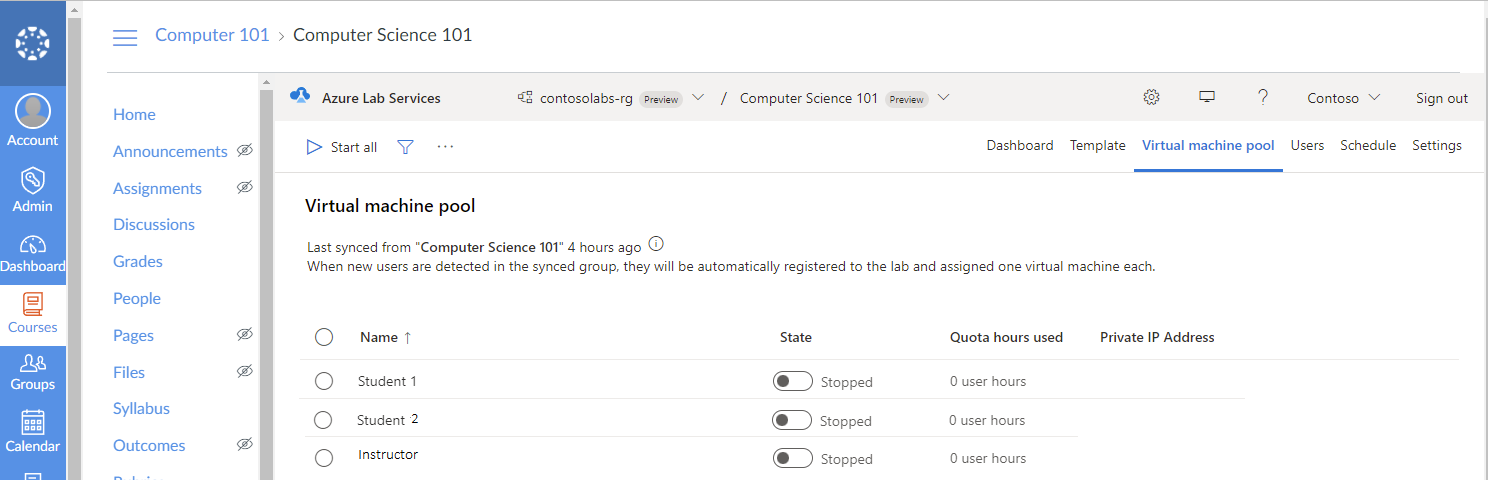 Computer 101 > Computer Science 101
Account
Admin
Dashboard
Courses
Groups
Calendar
Home
Announcements
Assignments
Discussions
Grades
People
Pages
Files
Syllabus
Outcomes
Azure Lab Services
contosolabs-rg Preview / Computer Science 101 Preview
? Contoso Sign out
Start all ...
Dashboard Template Virtual machine pool Users Schedule Settings
Virtual machine pool
Last synced from "Computer Science 101" 4 hours ago
When new users are detected in the synced group, they will be automatically registered to the lab and assigned one virtual machine each.
Name ↑ State Quota hours used Private IP Address
Student 1 Stopped 0 user hours
Student 2 Stopped 0 user hours
Instructor Stopped 0 user hours